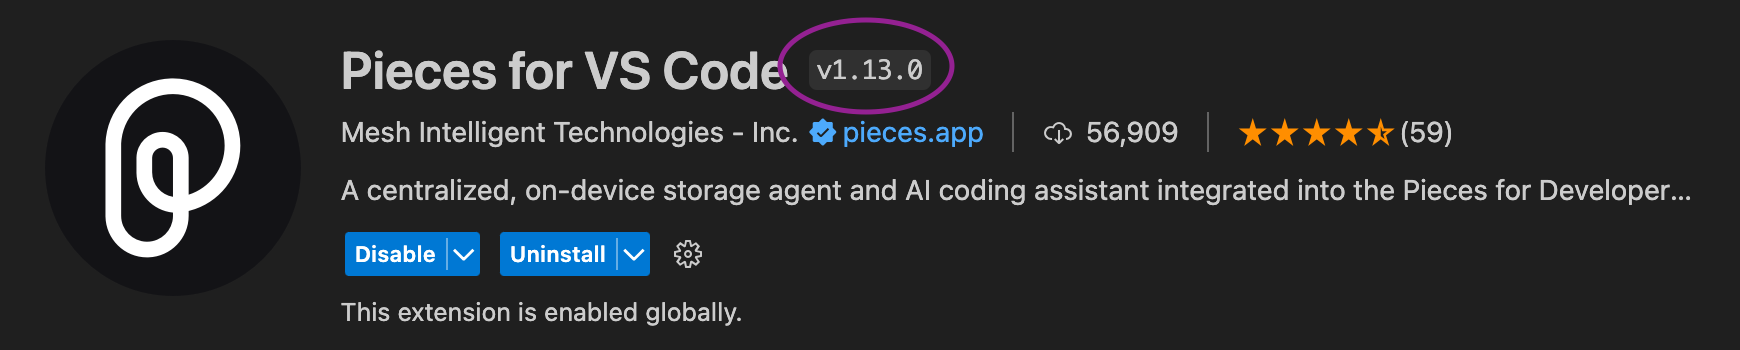 Pieces for VS Code v1.13.0
Mesh Intelligent Technologies - Inc. pieces.app 56,909 (59)
A centralized, on-device storage agent and AI coding assistant integrated into the Pieces for Developer...
Disable Uninstall
This extension is enabled globally.